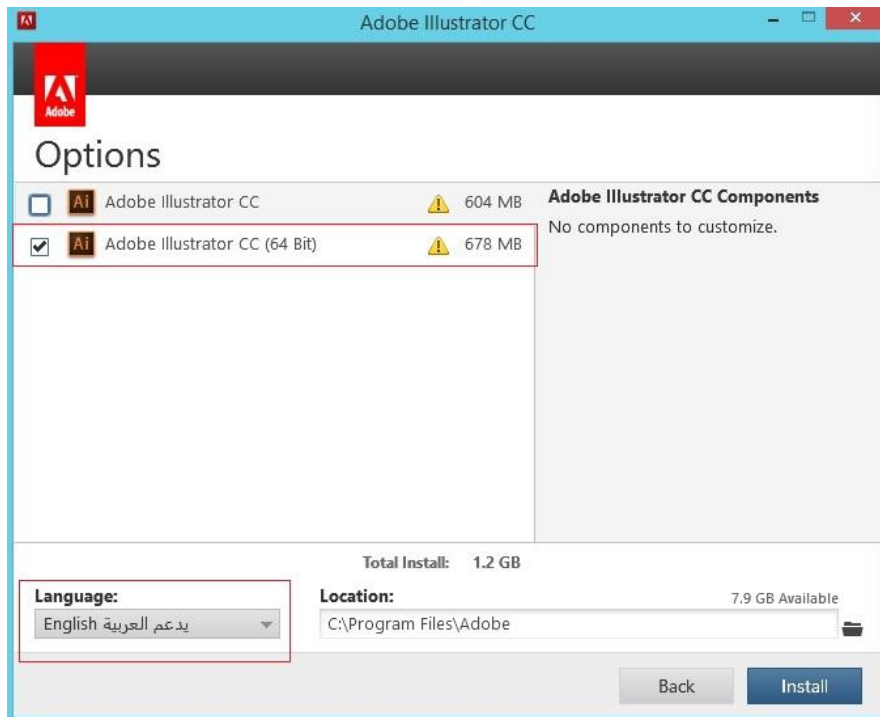 Adobe Illustrator CC
Adobe
Options
Ai Adobe Illustrator CC 604 MB
Ai Adobe Illustrator CC (64 Bit) 678 MB
Adobe Illustrator CC Components
No components to customize.
Total Install: 1.2 GB
Language:
English يدعم العربية
Location: 7.9 GB Available
C:\Program Files\Adobe
Back Install